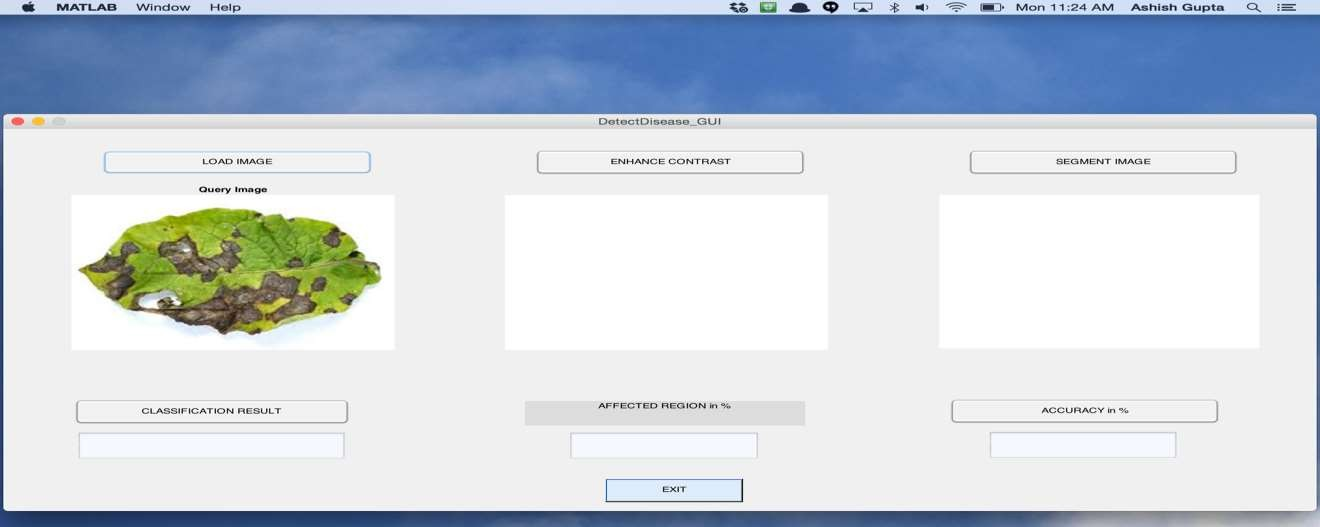 MATLAB Window Help Mon 11:24 AM Ashish Gupta
DetectDisease_GUI
LOAD IMAGE ENHANCE CONTRAST SEGMENT IMAGE
Query Image
CLASSIFICATION RESULT AFFECTED REGION in % ACCURACY in %
EXIT